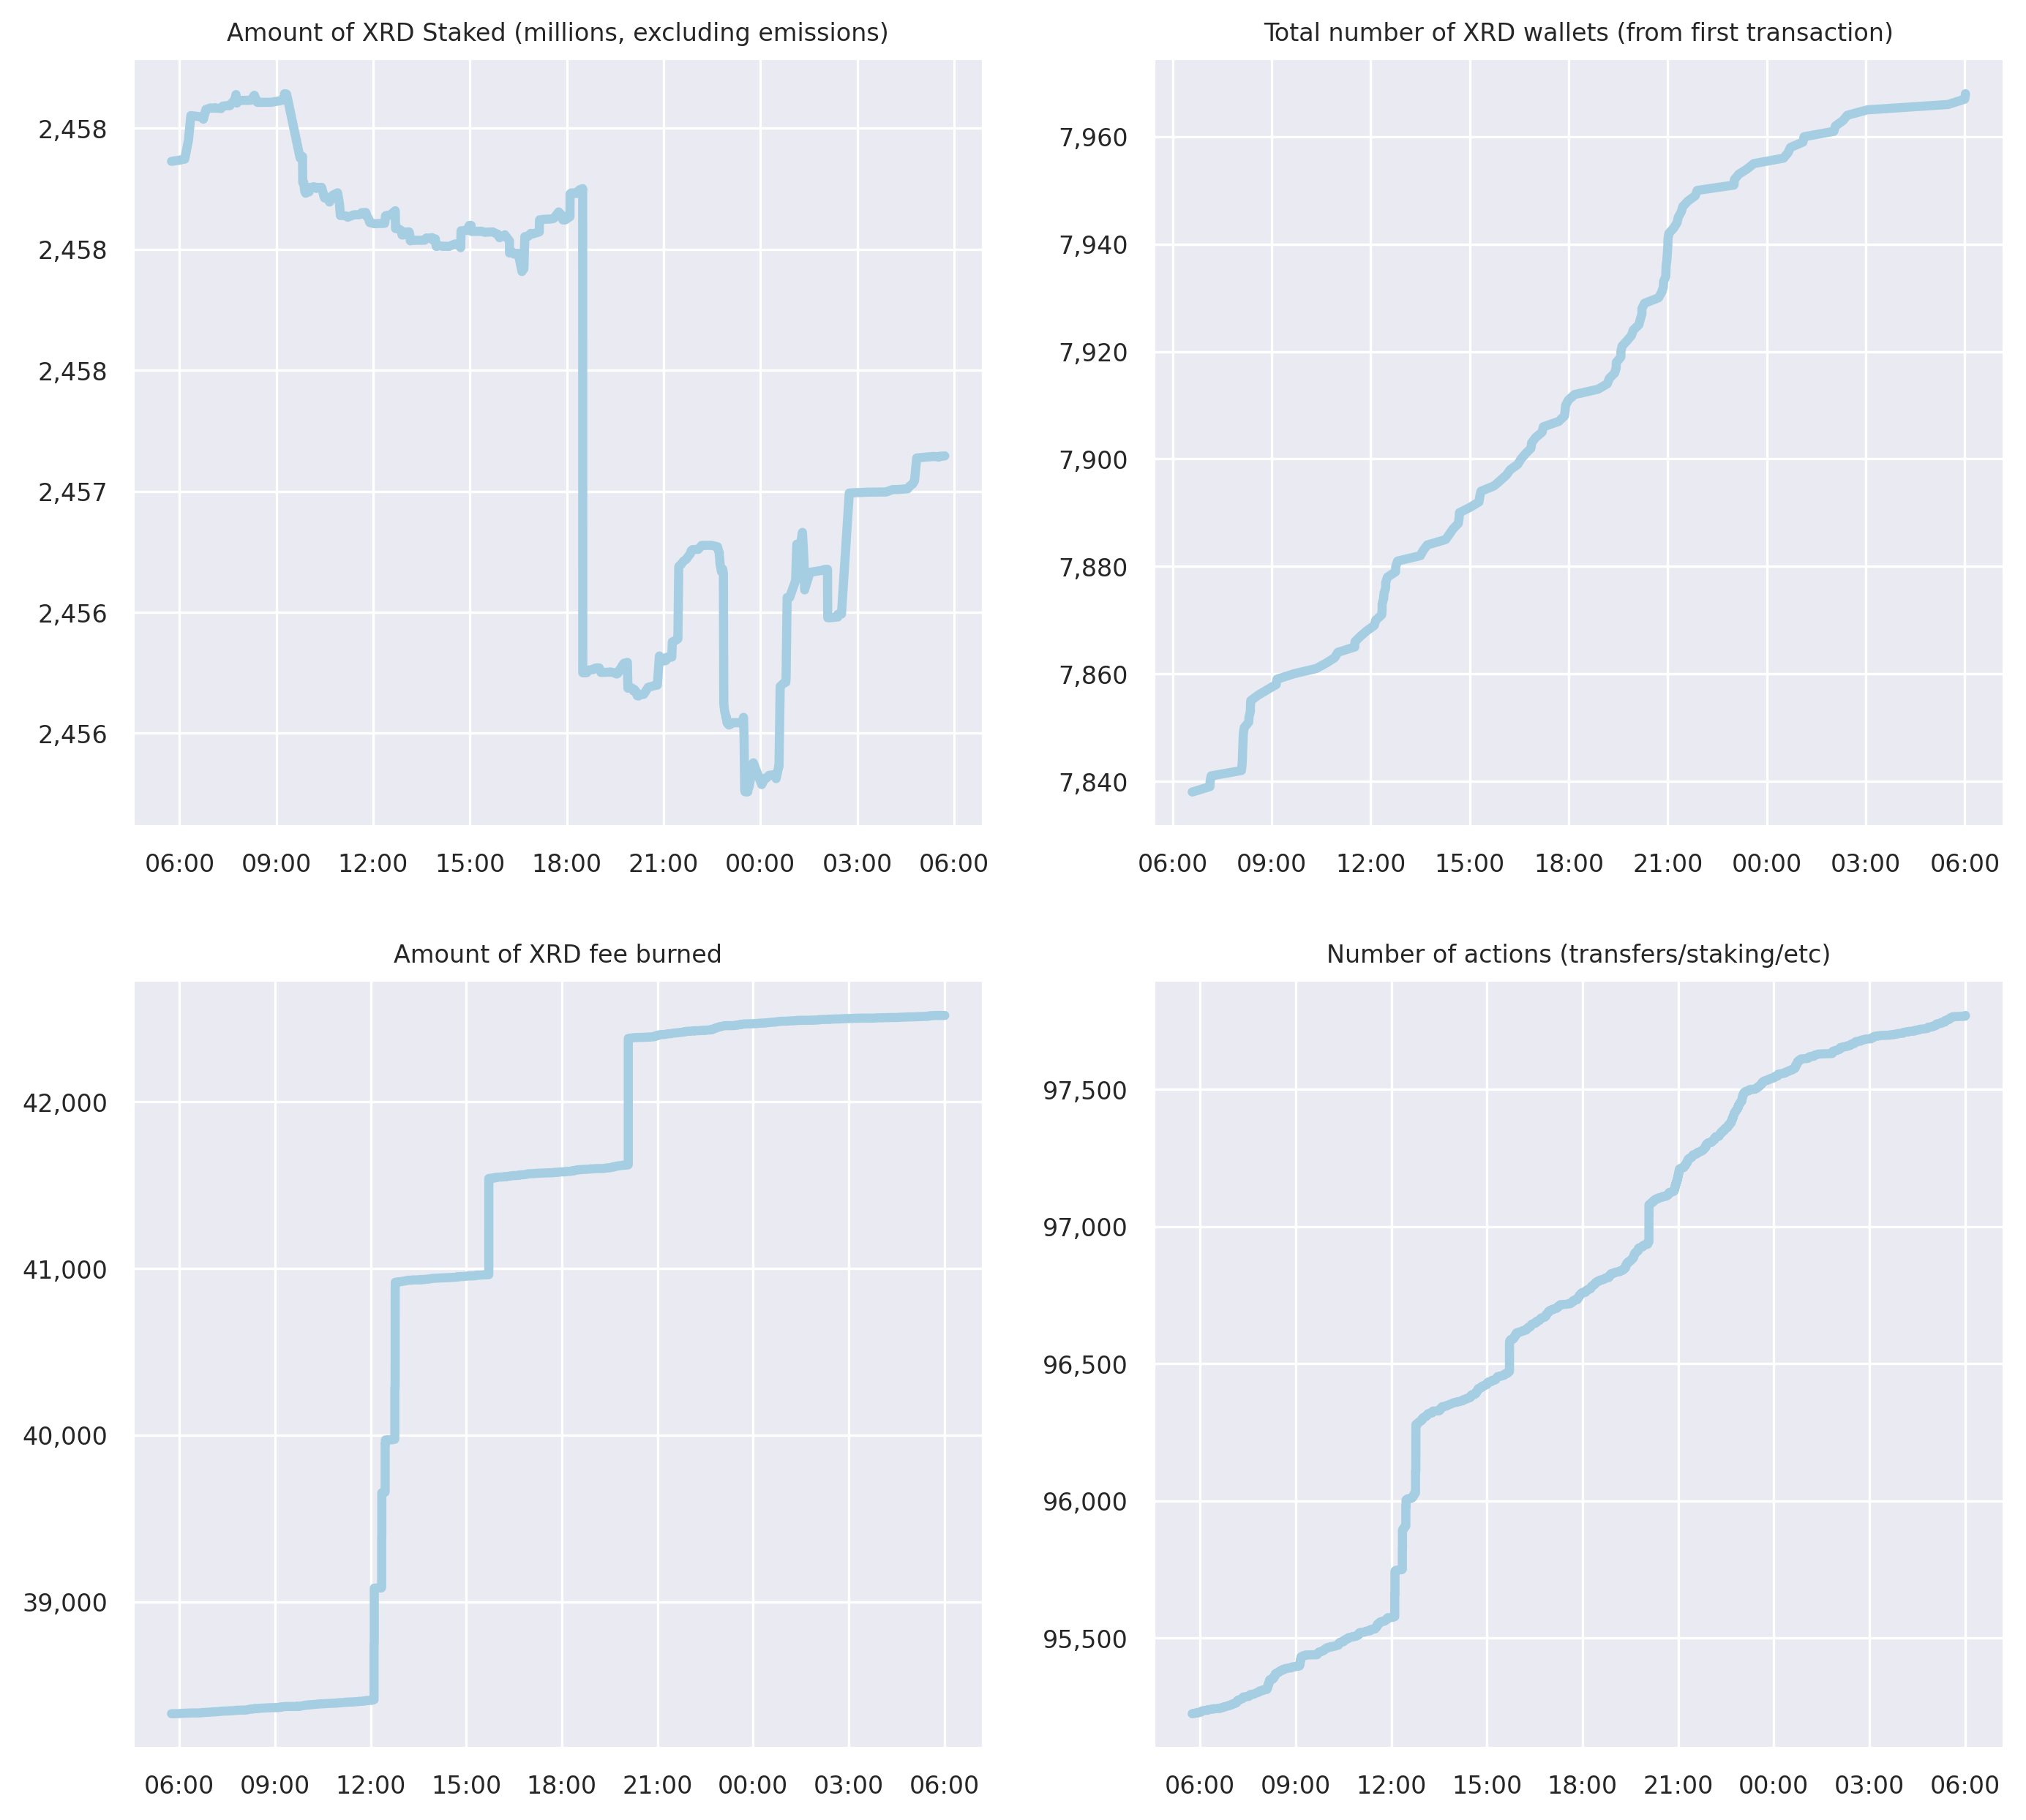 Amount of XRD Staked (millions, excluding emissions)
2,458
2,458
2,458
2,457
2,456
2,456
06:00 09:00 12:00 15:00 18:00 21:00 00:00 03:00 06:00
Total number of XRD wallets (from first transaction)
7,960
7,940
7,920
7,900
7,880
7,860
7,840
06:00 09:00 12:00 15:00 18:00 21:00 00:00 03:00 06:00
Amount of XRD fee burned
42,000
41,000
40,000
39,000
06:00 09:00 12:00 15:00 18:00 21:00 00:00 03:00 06:00
Number of actions (transfers/staking/etc)
97,500
97,000
96,500
96,000
95,500
06:00 09:00 12:00 15:00 18:00 21:00 00:00 03:00 06:00